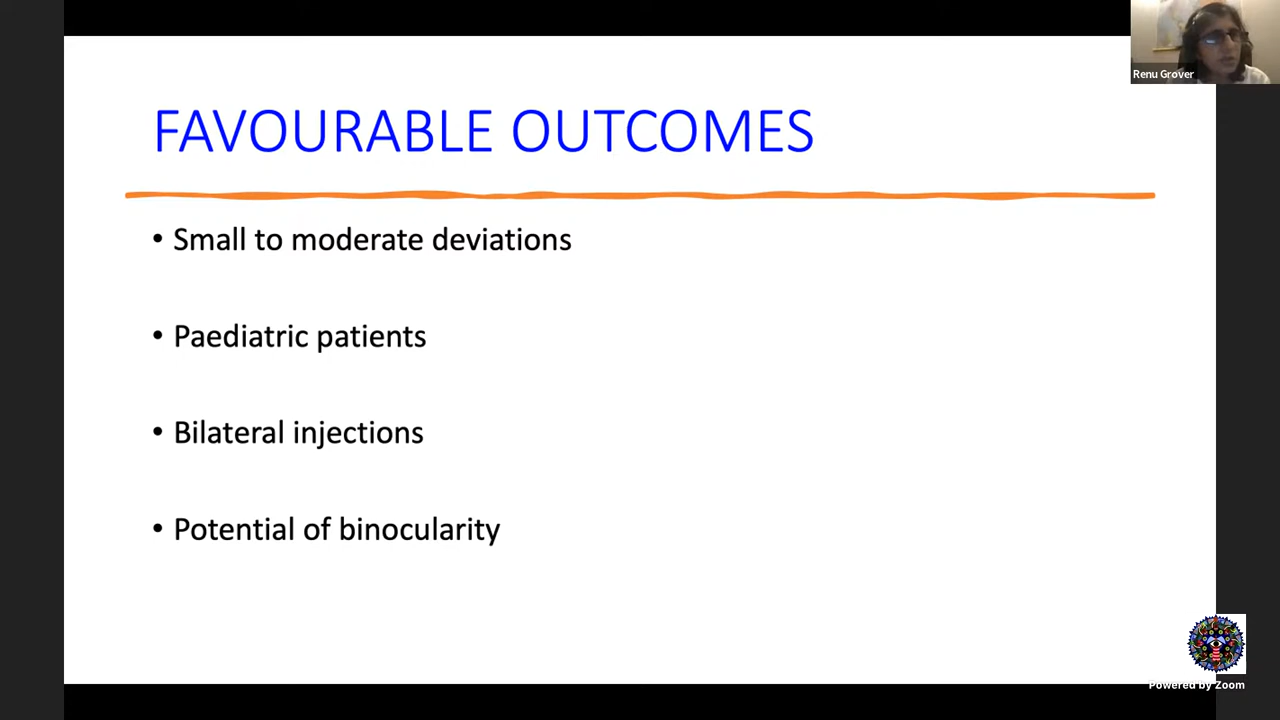 Renu Grover
FAVOURABLE OUTCOMES
• Small to moderate deviations
• Paediatric patients
• Bilateral injections
• Potential of binocularity
Powered by Zoom